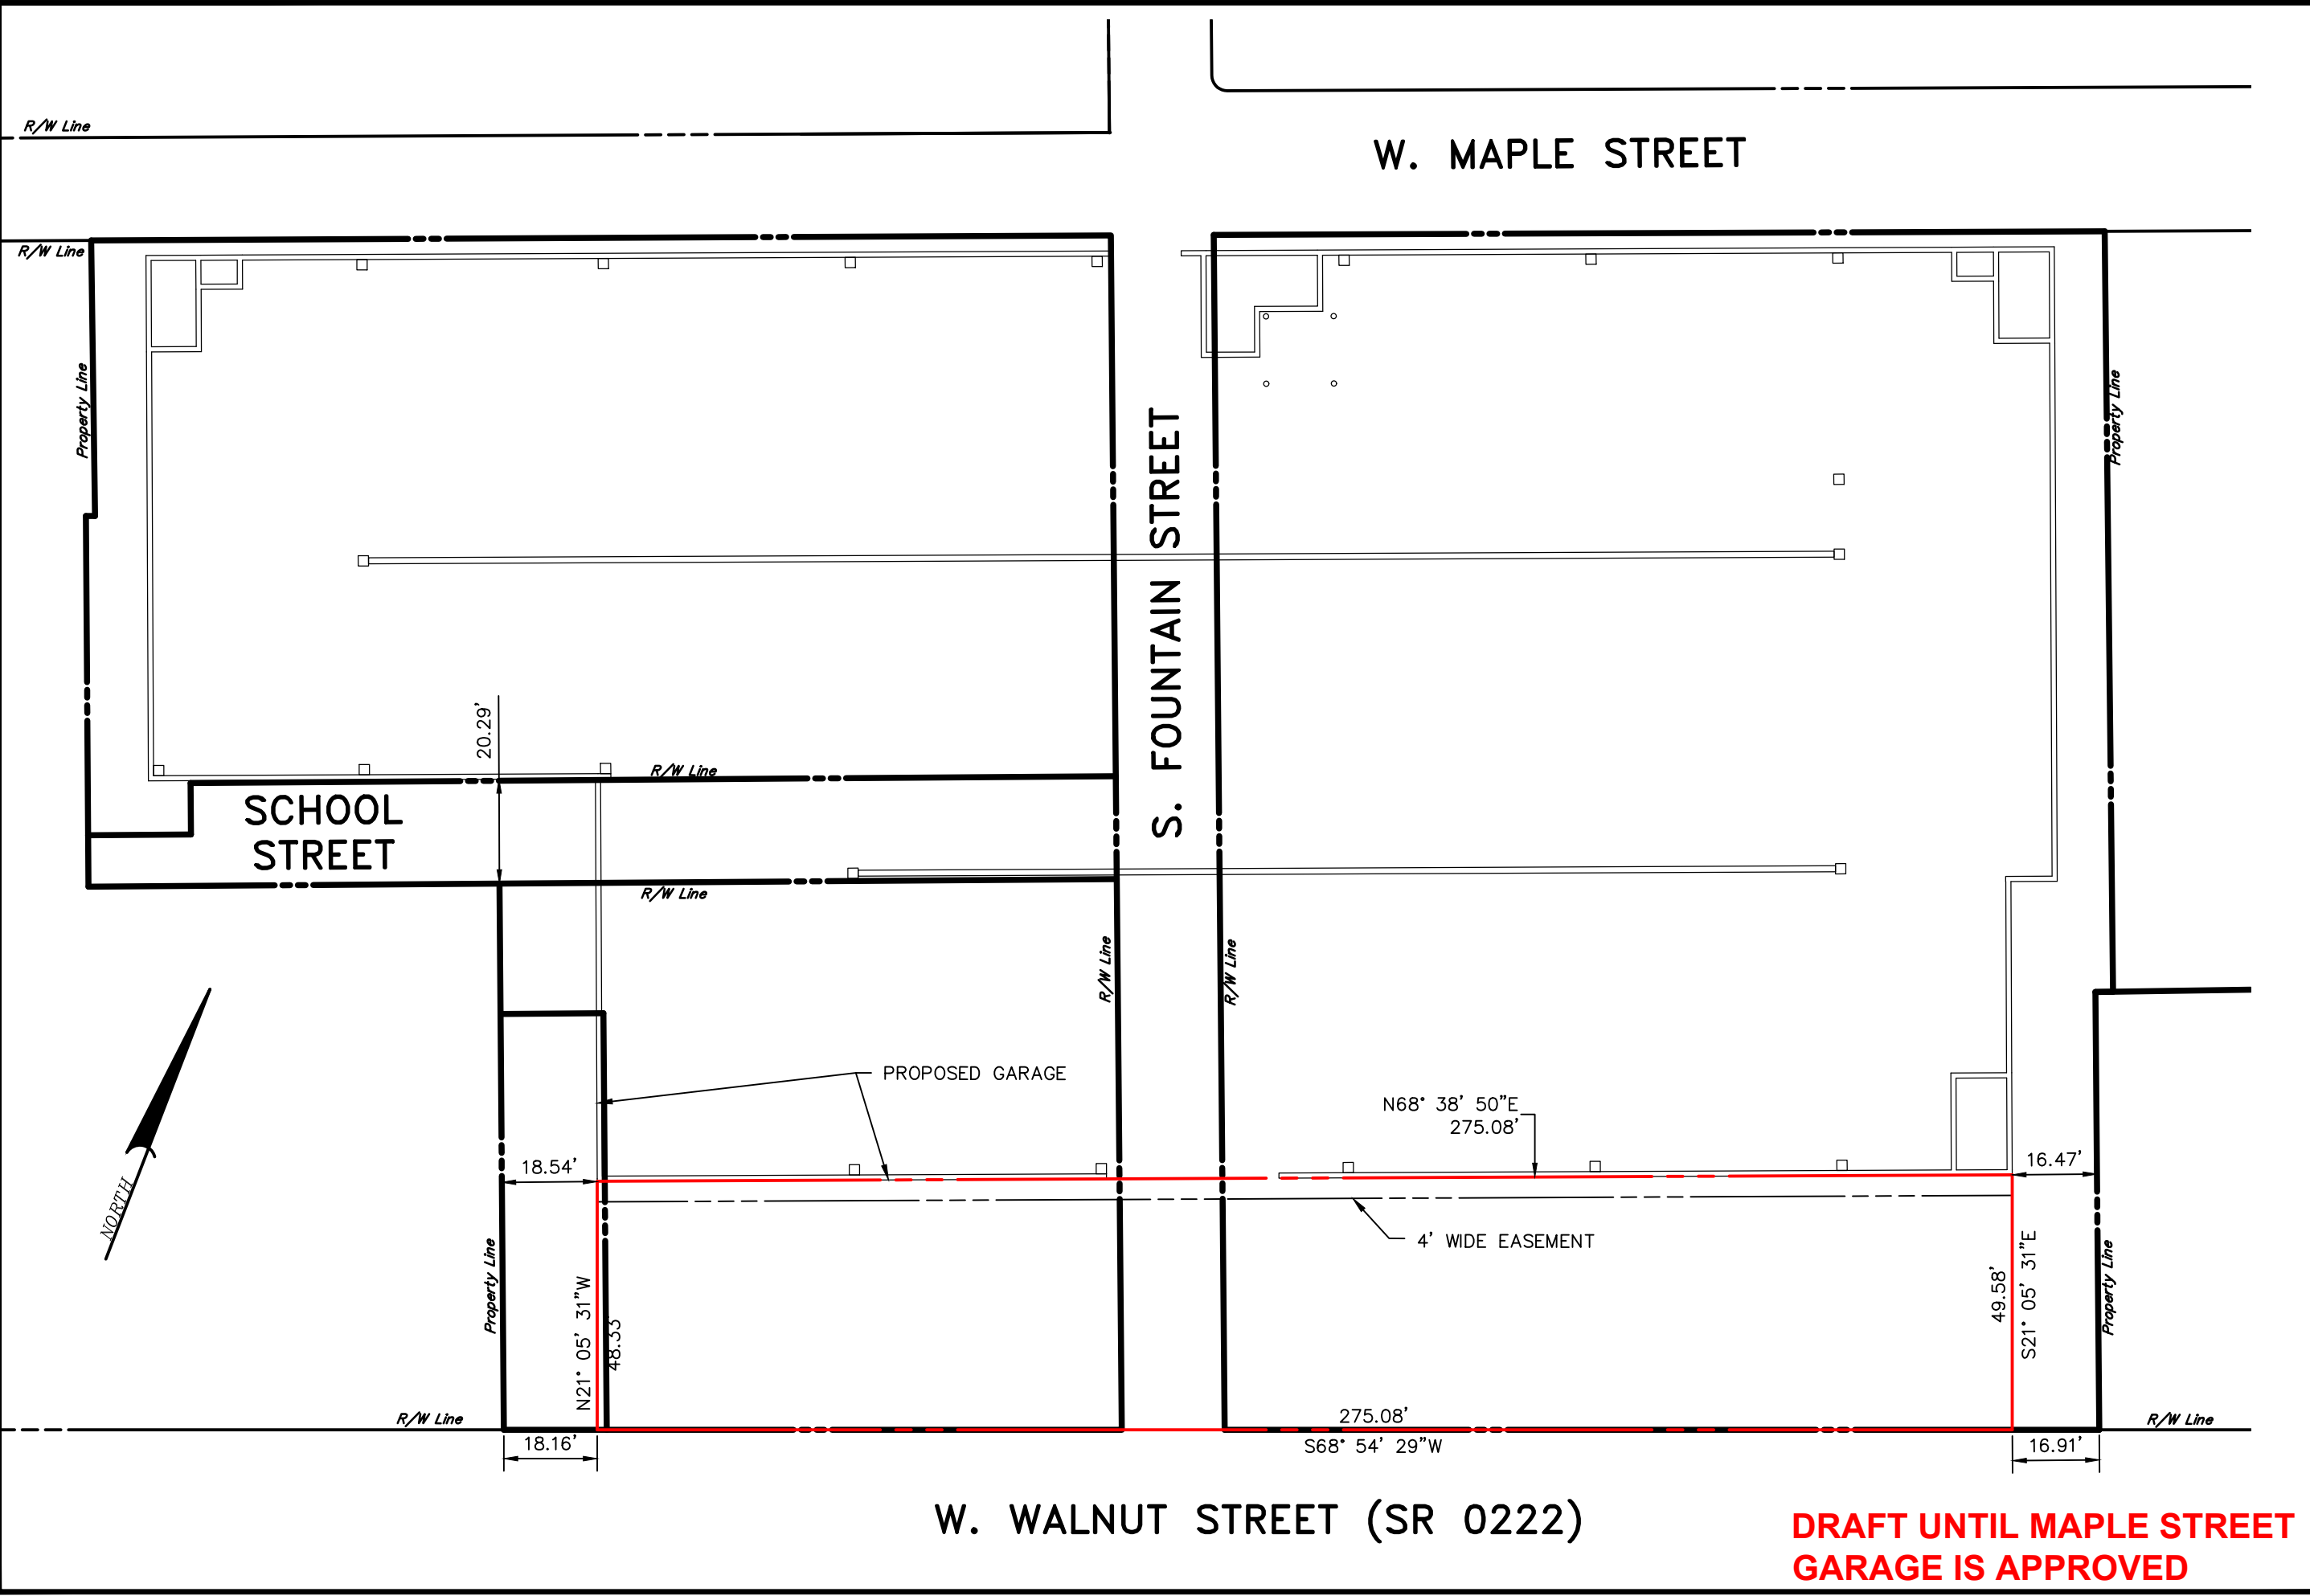 R/W Line
W. MAPLE STREET
R/W Line
Property Line
Property Line
S. FOUNTAIN STREET
20.29'
R/W Line
SCHOOL
STREET
R/W Line
R/W Line
R/W Line
PROPOSED GARAGE
N68° 38' 50"E
275.08'
18.54'
16.47'
NORTH
4' WIDE EASEMENT
Property Line
N21° 05' 31"W
48.33
49.58'
S21° 05' 31"E
Property Line
R/W Line
275.08'
R/W Line
18.16'
S68° 54' 29"W
16.91'
W. WALNUT STREET (SR 0222)
DRAFT UNTIL MAPLE STREET
GARAGE IS APPROVED